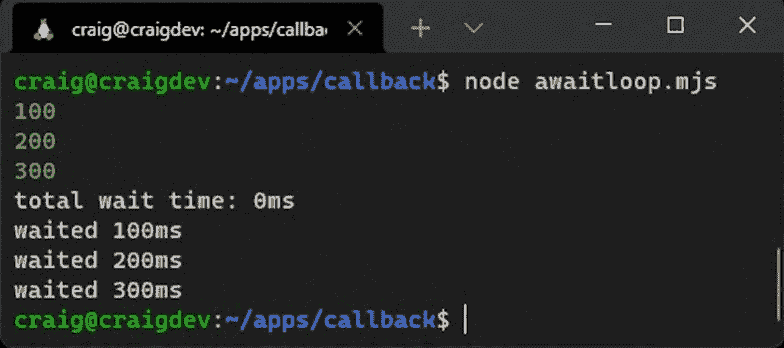 craig@craigdev: ~/apps/callba
craig@craigdev:~/apps/callback$ node awaitloop.mjs
100
200
300
total wait time: 0ms
waited 100ms
waited 200ms
waited 300ms
craig@craigdev:~/apps/callback$